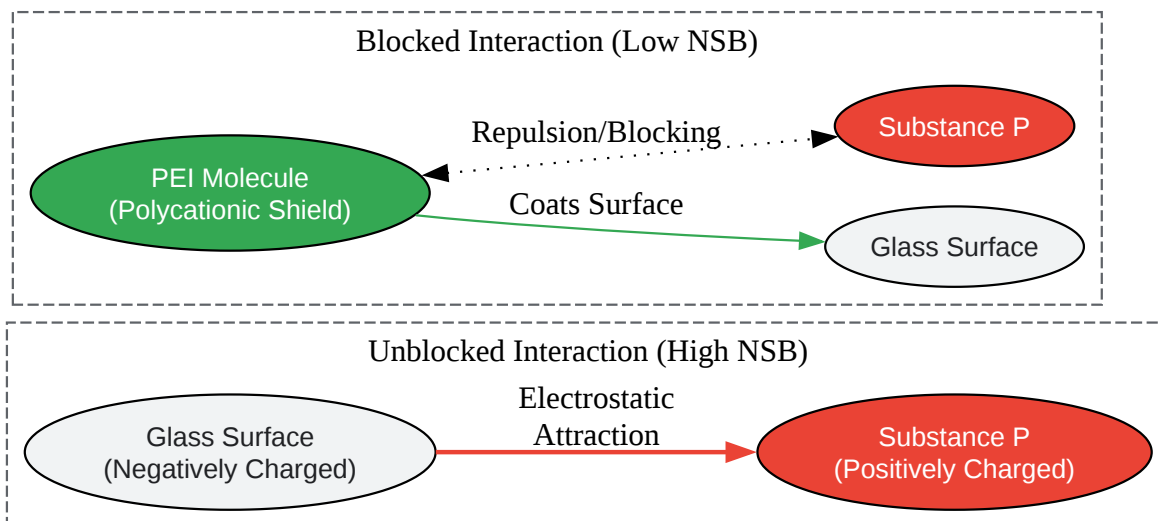 Blocked Interaction (Low NSB)
Repulsion/Blocking
Substance P
PEI Molecule
(Polycationic Shield)
Coats Surface
Glass Surface
Unblocked Interaction (High NSB)
Electrostatic
Attraction
Glass Surface
(Negatively Charged)
Substance P
(Positively Charged)